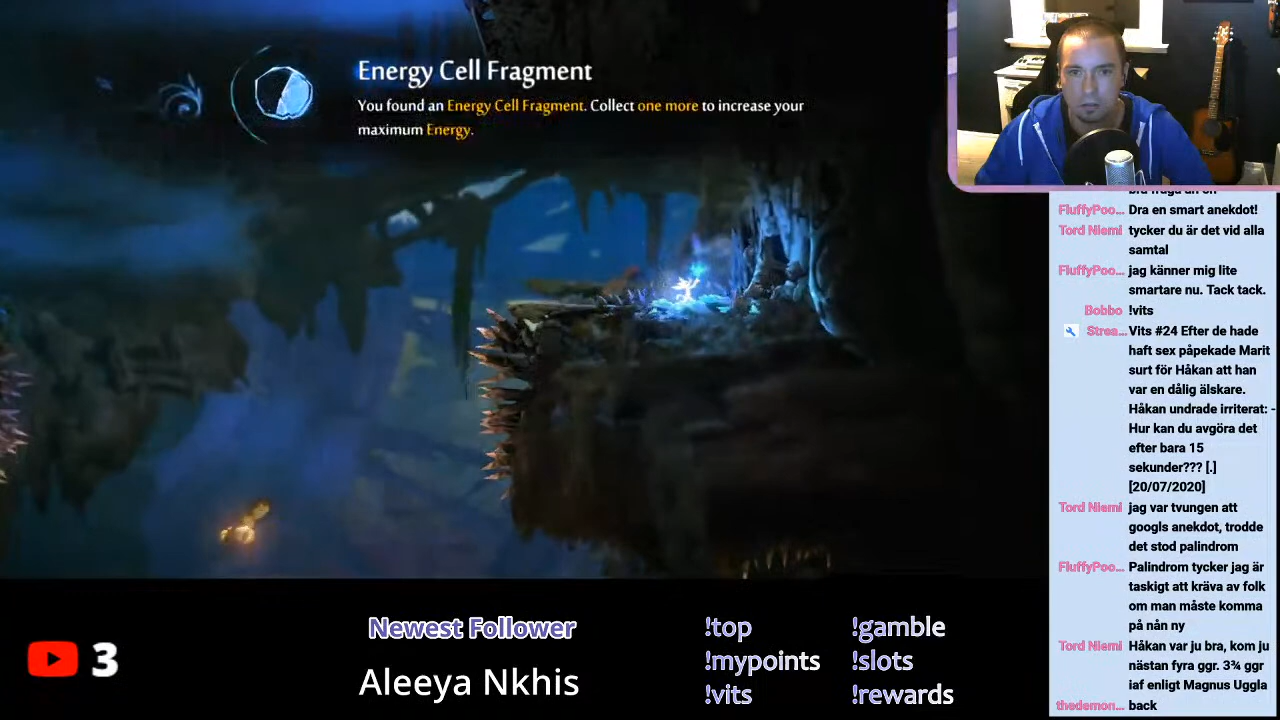 Energy Cell Fragment
You found an Energy Cell Fragment. Collect one more to increase your
maximum Energy.
FluffyPoo... Dra en smart anekdot!
Tord Niemi tycker du är det vid alla
samtal
FluffyPoo... jag känner mig lite
smartare nu. Tack tack.
Bobbo !vits
Strea... Vits #24 Efter de hade
haft sex påpekade Marit
surt för Håkan att han
var en dålig älskare.
Håkan undrade irriterat: -
Hur kan du avgöra det
efter bara 15
sekunder??? [.]
[20/07/2020]
Tord Niemi jag var tvungen att
googls anekdot, trodde
det stod palindrom
FluffyPoo... Palindrom tycker jag är
taskigt att kräva av folk
om man måste komma
på nån ny
Tord Niemi Håkan var ju bra, kom ju
nästan fyra ggr. 3¾ ggr
iaf enligt Magnus Uggla
thedemon... back
Newest Follower
Aleeya Nkhis
3
!top !gamble
!mypoints !slots
!vits !rewards